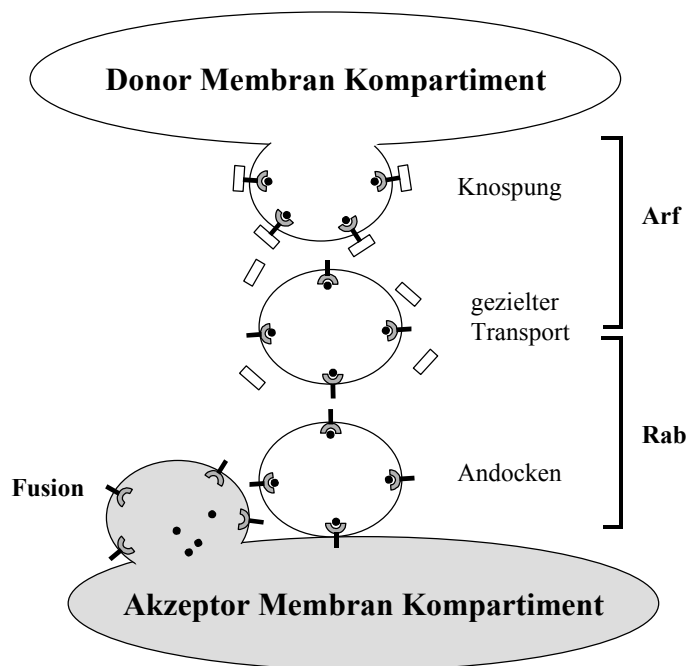 Donor Membran Kompartiment
Knospung
Arf
gezielter
Transport
Rab
Andocken
Fusion
Akzeptor Membran Kompartiment